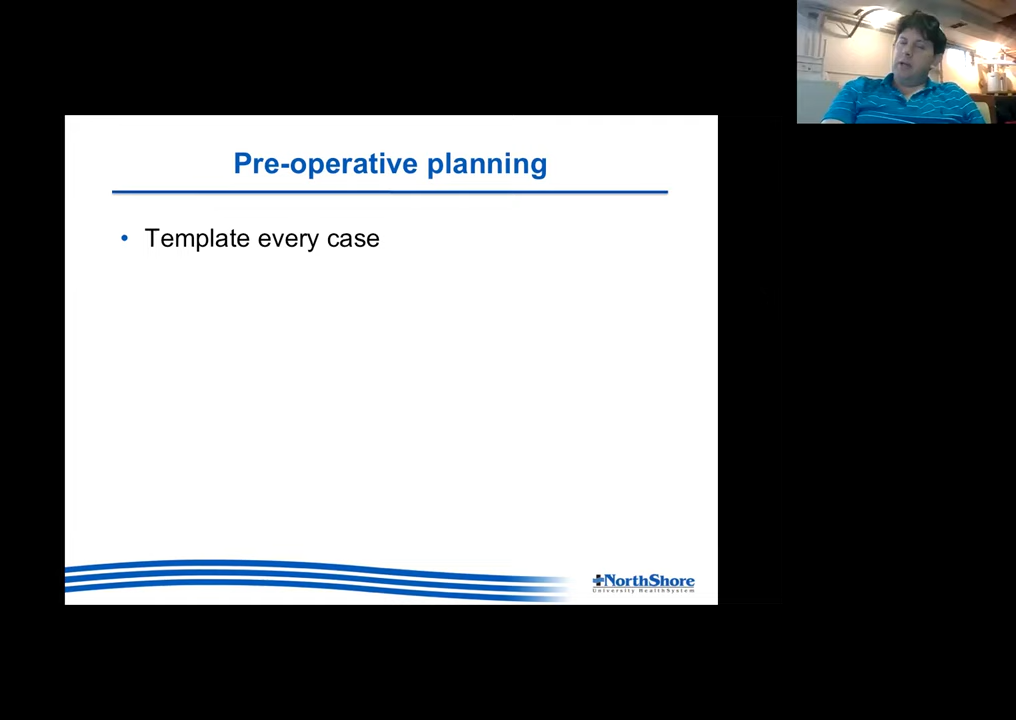 Pre-operative planning
• Template every case
NorthShore
University HealthSystem